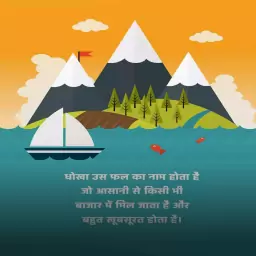 धोखा उस फल का नाम होता है
जो आसानी से किसी भी
बाजार में मिल जाता है और
बहुत खूबसूरत होता हैं।